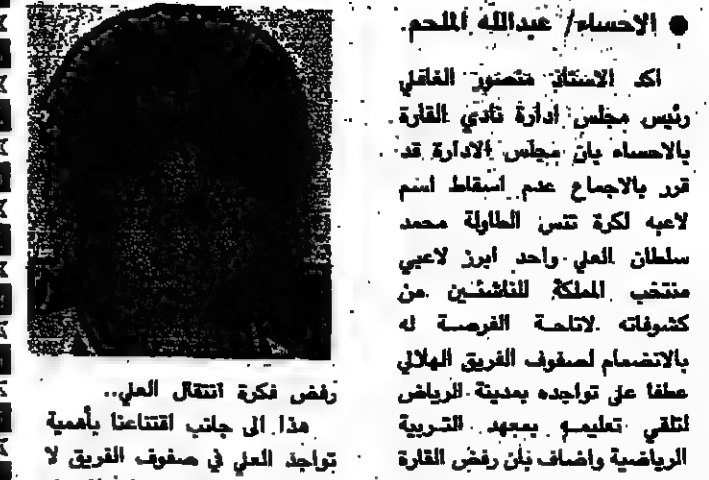 ● الاحساء/ عبدالله الملحم.
اكد الاستاذ منصور الغافلي
رئيس مجلس ادارة نادي القارة
بالاحساء بان مجلس الادارة قد
قرر بالاجماع عدم اسقاط اسم
لاعبه لكرة تنس الطاولة محمد
سلطان العلي واحد ابرز لاعبي
منتخب المملكة للناشئين من
كشوفاته لاتاحة الفرصة له
بالانضمام لصفوف الفريق الهلالي
عطفا على تواجده بمدينة الرياض
لتلقي تعليمه بمعهد التربية
الرياضية واضاف بأن رفض القارة
رفض فكرة انتقال العلي..
هذا الى جانب اقتناعنا بأهمية
تواجد العلي في صفوف الفريق لا